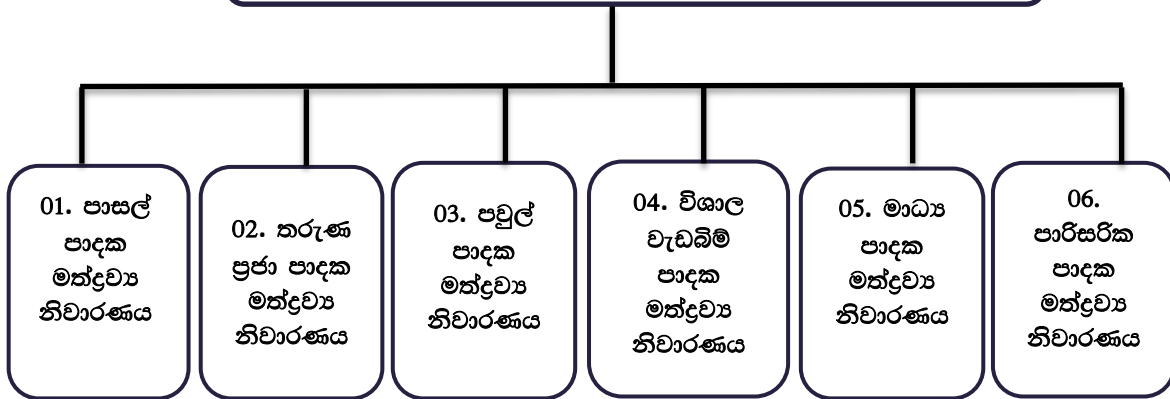 01. පාසල්
පාදක
මත්ද්‍රව්‍ය
නිවාරණය
02. තරුණ
ප්‍රජා පාදක
මත්ද්‍රව්‍ය
නිවාරණය
03. පවුල්
පාදක
මත්ද්‍රව්‍ය
නිවාරණය
04. විශාල
වැඩබිම්
පාදක
මත්ද්‍රව්‍ය
නිවාරණය
05. මාධ්‍ය
පාදක
මත්ද්‍රව්‍ය
නිවාරණය
06.
පාරිසරික
පාදක
මත්ද්‍රව්‍ය
නිවාරණය